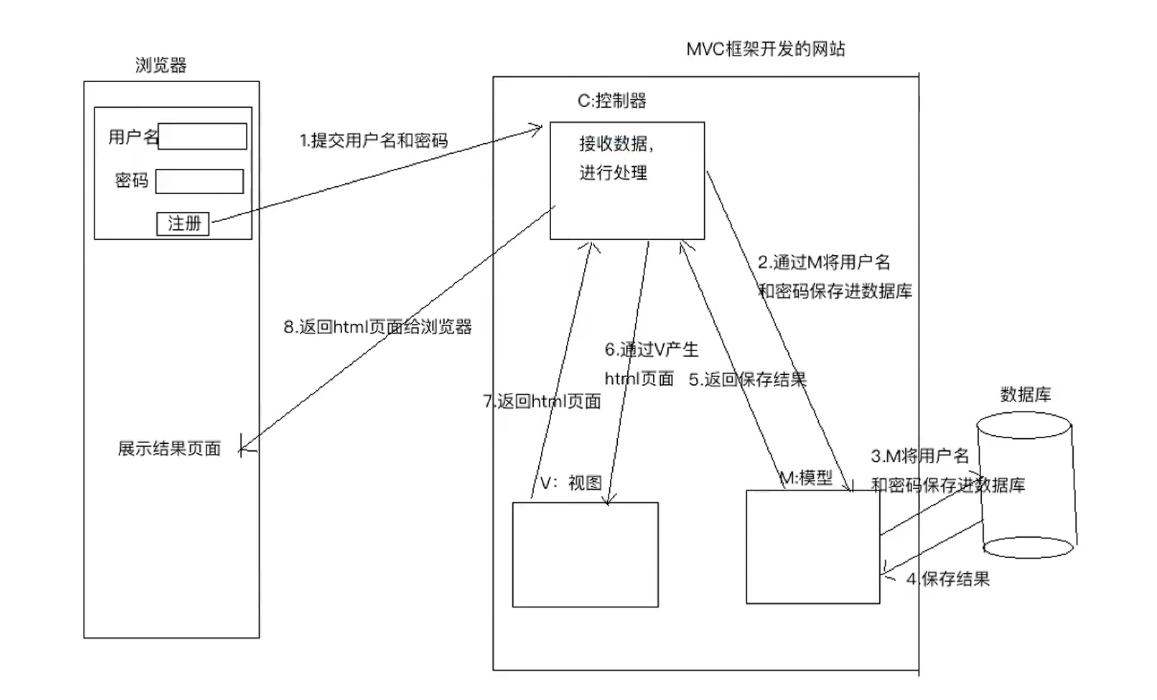 MVC框架开发的网站
浏览器
C:控制器
用户名
密码
注册
1.提交用户名和密码
接收数据，
进行处理
2.通过M将用户名
和密码保存进数据库
8.返回html页面给浏览器
6.通过V产生
html页面
5.返回保存结果
7.返回html页面
数据库
展示结果页面
V：视图
M:模型
3.M将用户名
和密码保存进数据库
4.保存结果